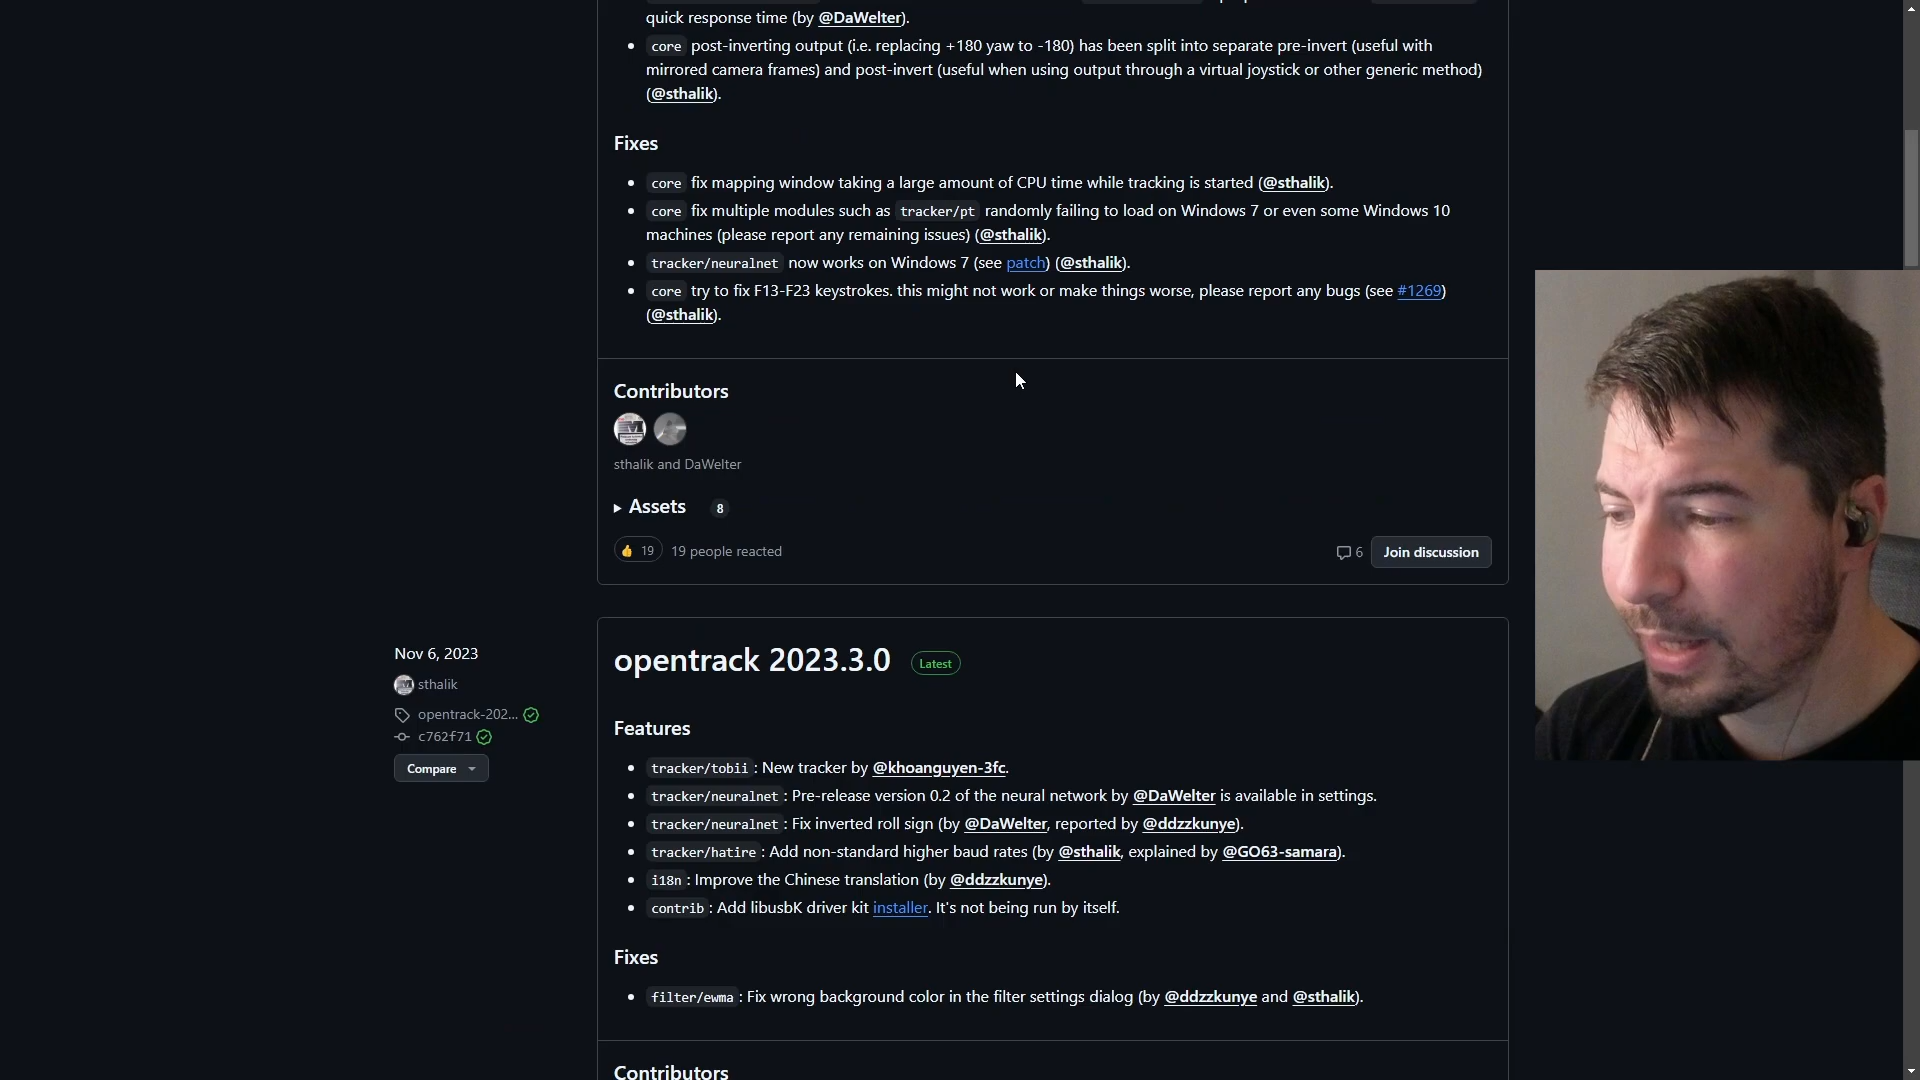 quick response time (by @DaWelter).
core post-inverting output (i.e. replacing +180 yaw to -180) has been split into separate pre-invert (useful with
mirrored camera frames) and post-invert (useful when using output through a virtual joystick or other generic method)
(@sthalik).
Fixes
core fix mapping window taking a large amount of CPU time while tracking is started (@sthalik).
core fix multiple modules such as tracker/pt randomly failing to load on Windows 7 or even some Windows 10
machines (please report any remaining issues) (@sthalik).
tracker/neuralnet now works on Windows 7 (see patch) (@sthalik).
core try to fix F13-F23 keystrokes. this might not work or make things worse, please report any bugs (see #1269)
(@sthalik).
Contributors
sthalik and DaWelter
Assets 8
19 19 people reacted
6 Join discussion
Nov 6, 2023
sthalik
opentrack-202...
c762f71
Compare
opentrack 2023.3.0 Latest
Features
tracker/tobii : New tracker by @khoanguyen-3fc.
tracker/neuralnet : Pre-release version 0.2 of the neural network by @DaWelter is available in settings.
tracker/neuralnet : Fix inverted roll sign (by @DaWelter, reported by @ddzzkunye).
tracker/hatire : Add non-standard higher baud rates (by @sthalik, explained by @GO63-samara).
i18n : Improve the Chinese translation (by @ddzzkunye).
contrib : Add libusbK driver kit installer. It's not being run by itself.
Fixes
filter/ewma : Fix wrong background color in the filter settings dialog (by @ddzzkunye and @sthalik).
Contributors